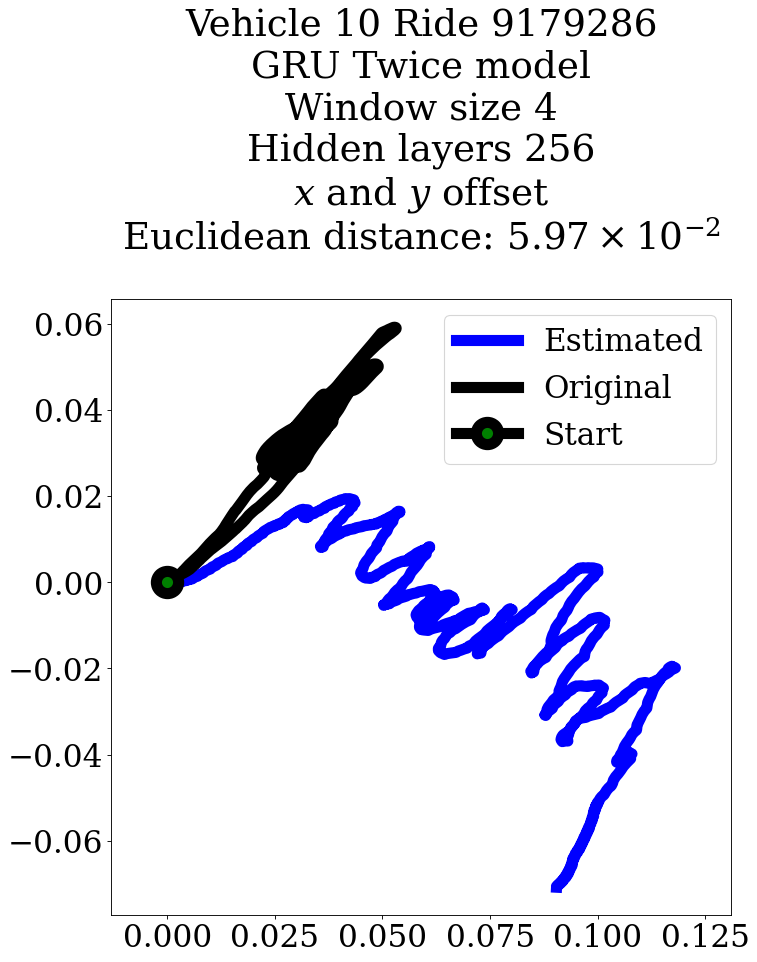 Vehicle 10 Ride 9179286
GRU Twice model
Window size 4
Hidden layers 256
x and y offset
Euclidean distance: 5.97 × 10⁻²
Estimated
Original
Start
0.06
0.04
0.02
0.00
−0.02
−0.04
−0.06
0.000 0.025 0.050 0.075 0.100 0.125